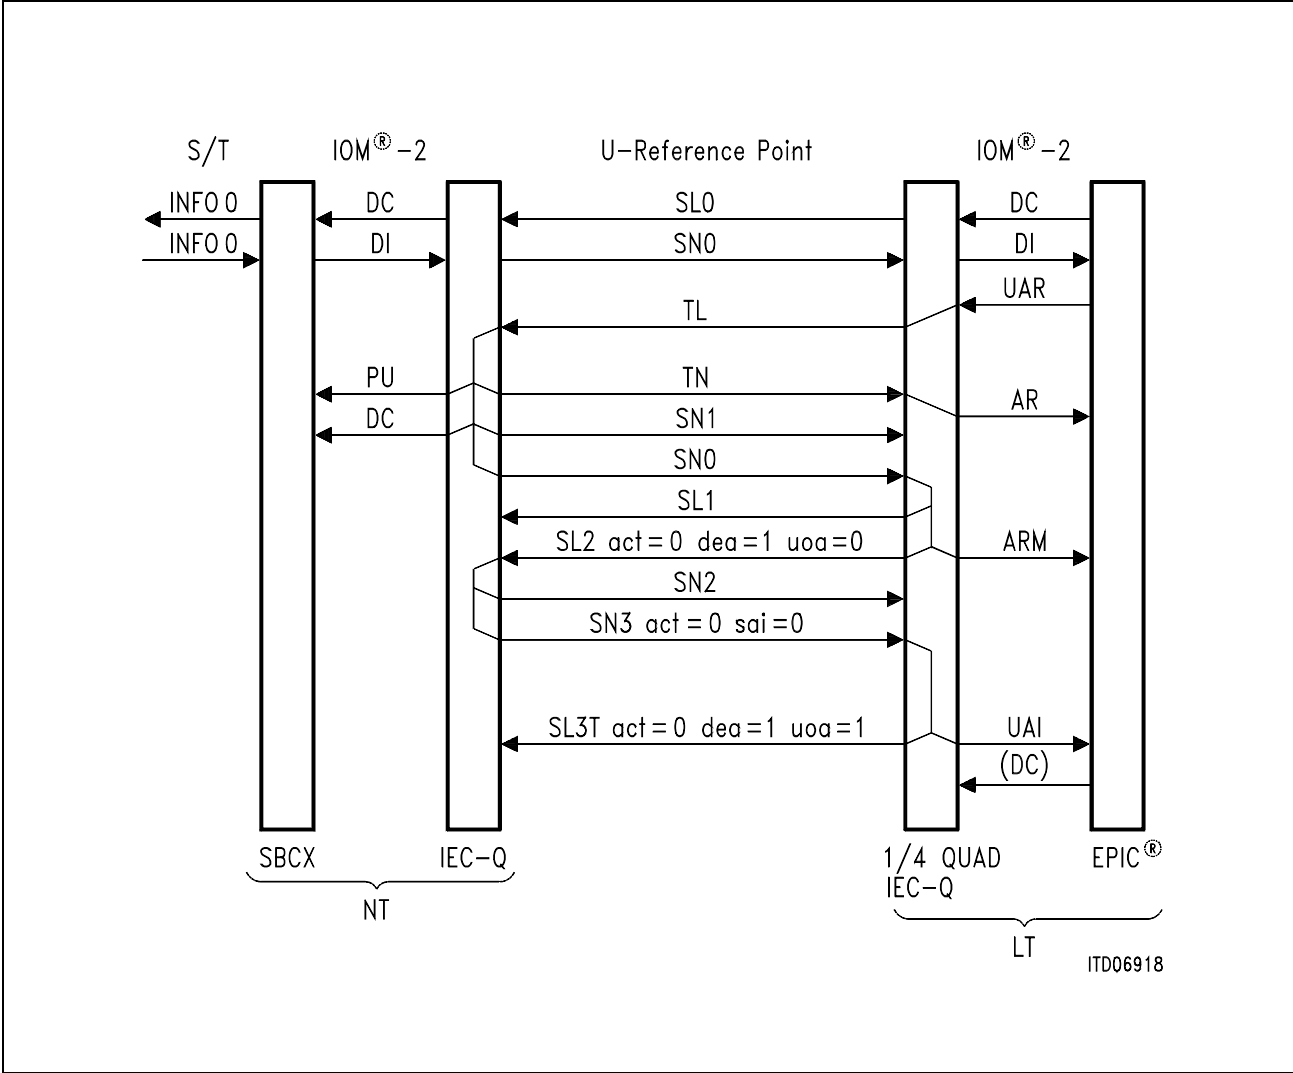 S/T IOM®-2 U-Reference Point IOM®-2
INFO 0 DC SL0 DC
INFO 0 DI SN0 DI
UAR
TL
PU TN
AR
DC SN1
SN0
SL1
SL2 act=0 dea=1 uoa=0 ARM
SN2
SN3 act=0 sai=0
SL3T act=0 dea=1 uoa=1 UAI
(DC)
SBCX IEC-Q 1/4 QUAD EPIC®
IEC-Q
NT
LT
ITD06918